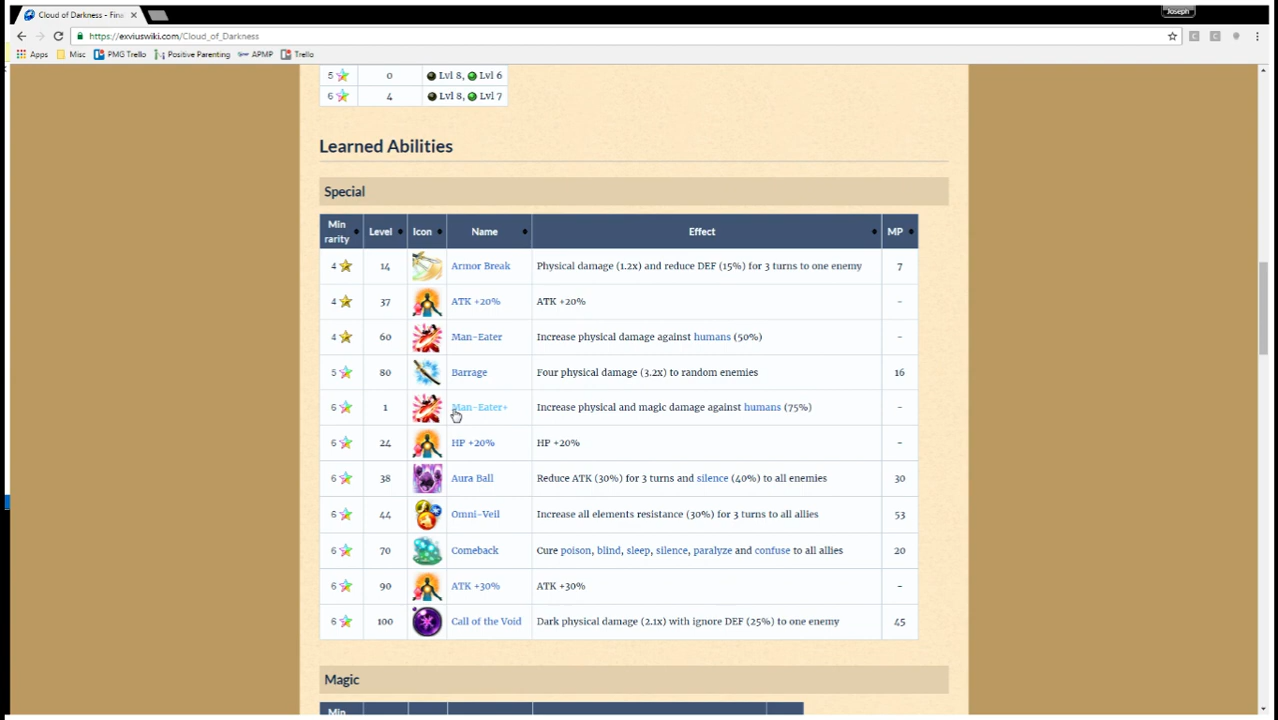 Joseph
Cloud of Darkness - Fina ×
https://exviuswiki.com/Cloud_of_Darkness
Apps Misc PMG Trello Positive Parenting APMP Trello
5 0 Lvl 8, Lvl 6
6 4 Lvl 8, Lvl 7
Learned Abilities
Special
Min rarity Level Icon Name Effect MP
4 14 Armor Break Physical damage (1.2x) and reduce DEF (15%) for 3 turns to one enemy 7
4 37 ATK +20% ATK +20% -
4 60 Man-Eater Increase physical damage against humans (50%) -
5 80 Barrage Four physical damage (3.2x) to random enemies 16
6 1 Man-Eater+ Increase physical and magic damage against humans (75%) -
6 24 HP +20% HP +20% -
6 38 Aura Ball Reduce ATK (30%) for 3 turns and silence (40%) to all enemies 30
6 44 Omni-Veil Increase all elements resistance (30%) for 3 turns to all allies 53
6 70 Comeback Cure poison, blind, sleep, silence, paralyze and confuse to all allies 20
6 90 ATK +30% ATK +30% -
6 100 Call of the Void Dark physical damage (2.1x) with ignore DEF (25%) to one enemy 45
Magic
Min